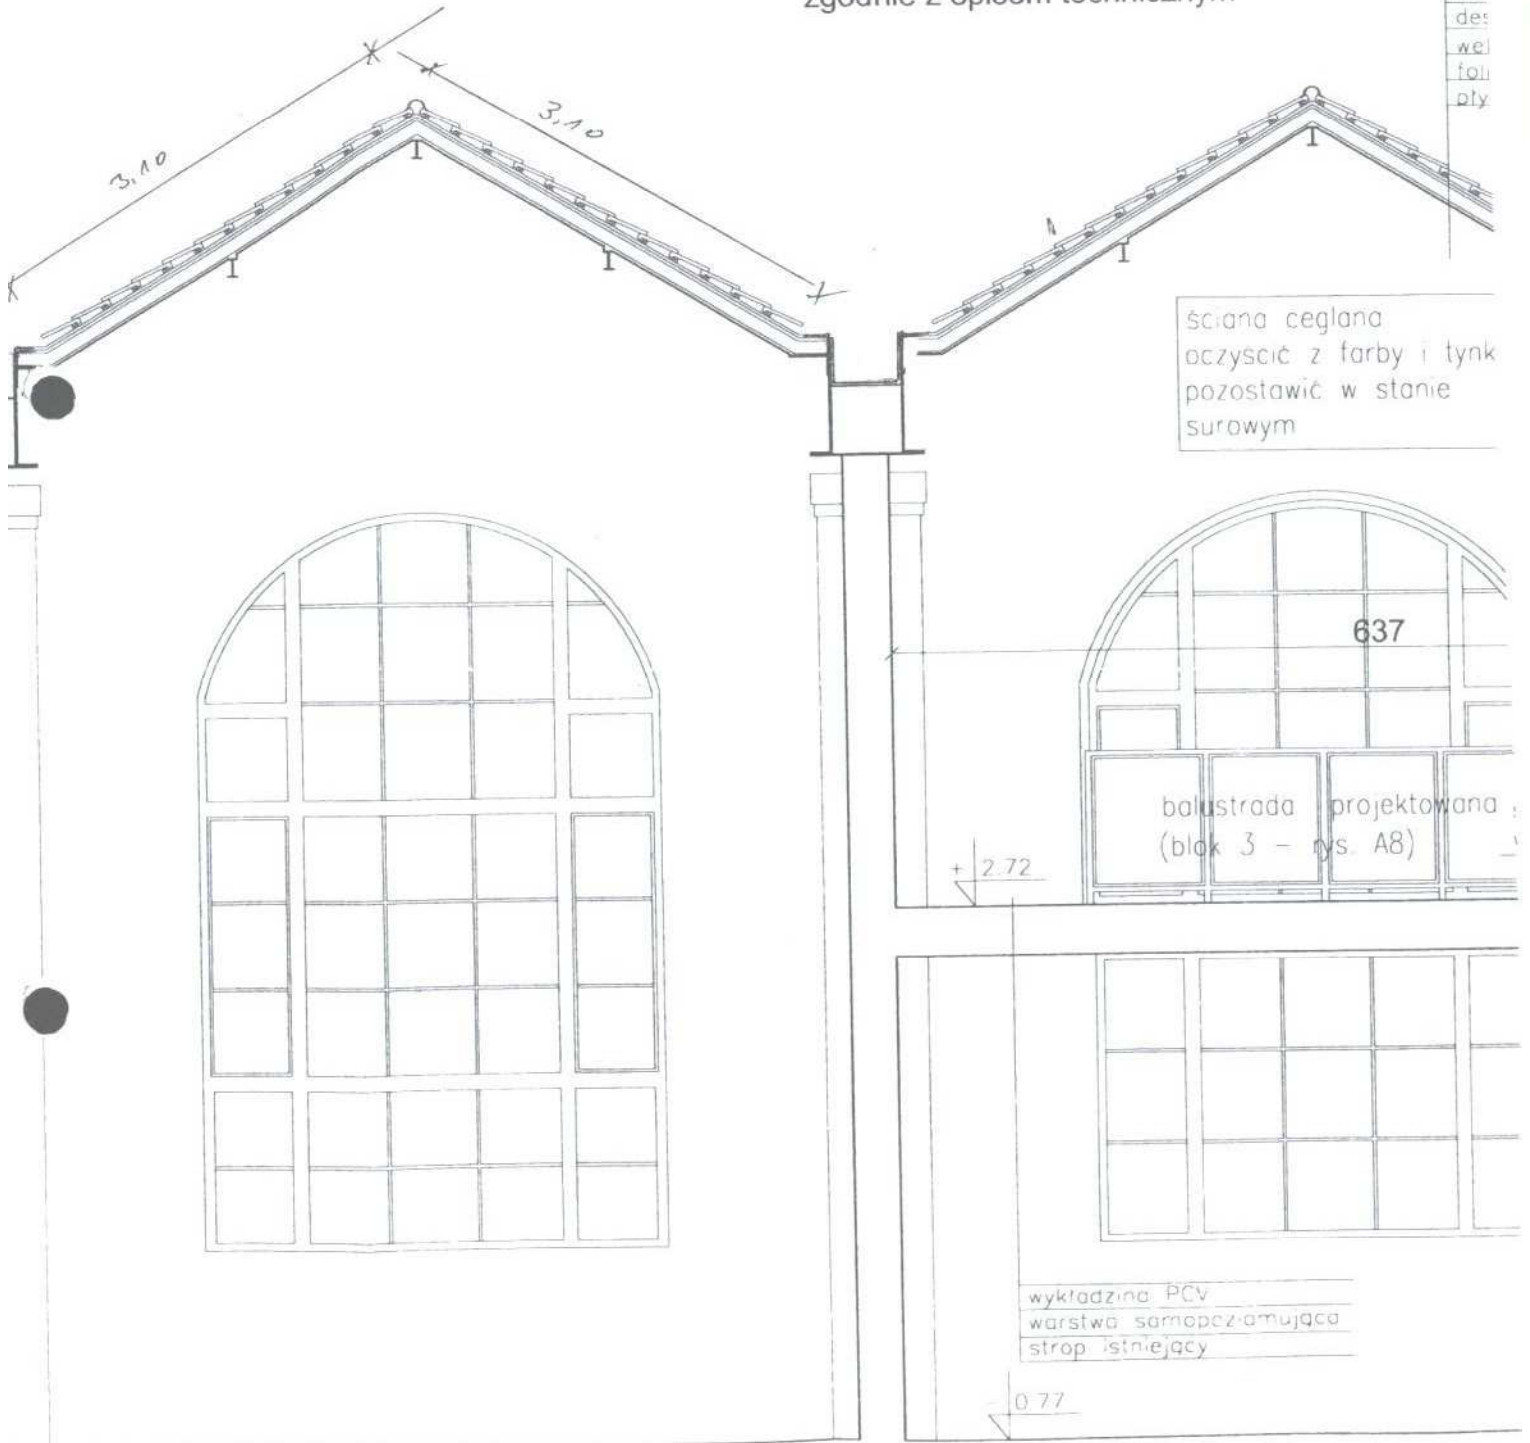 z opisem technicznym
3,10
3,10
ściana ceglana
oczyścić z farby i tynk
pozostawić w stanie
surowym
637
balustrada projektowana
(blok 3 - rys. A8)
+ 2.72
wykładzina PCV
warstwa samopoziomująca
strop istniejący
- 0.77